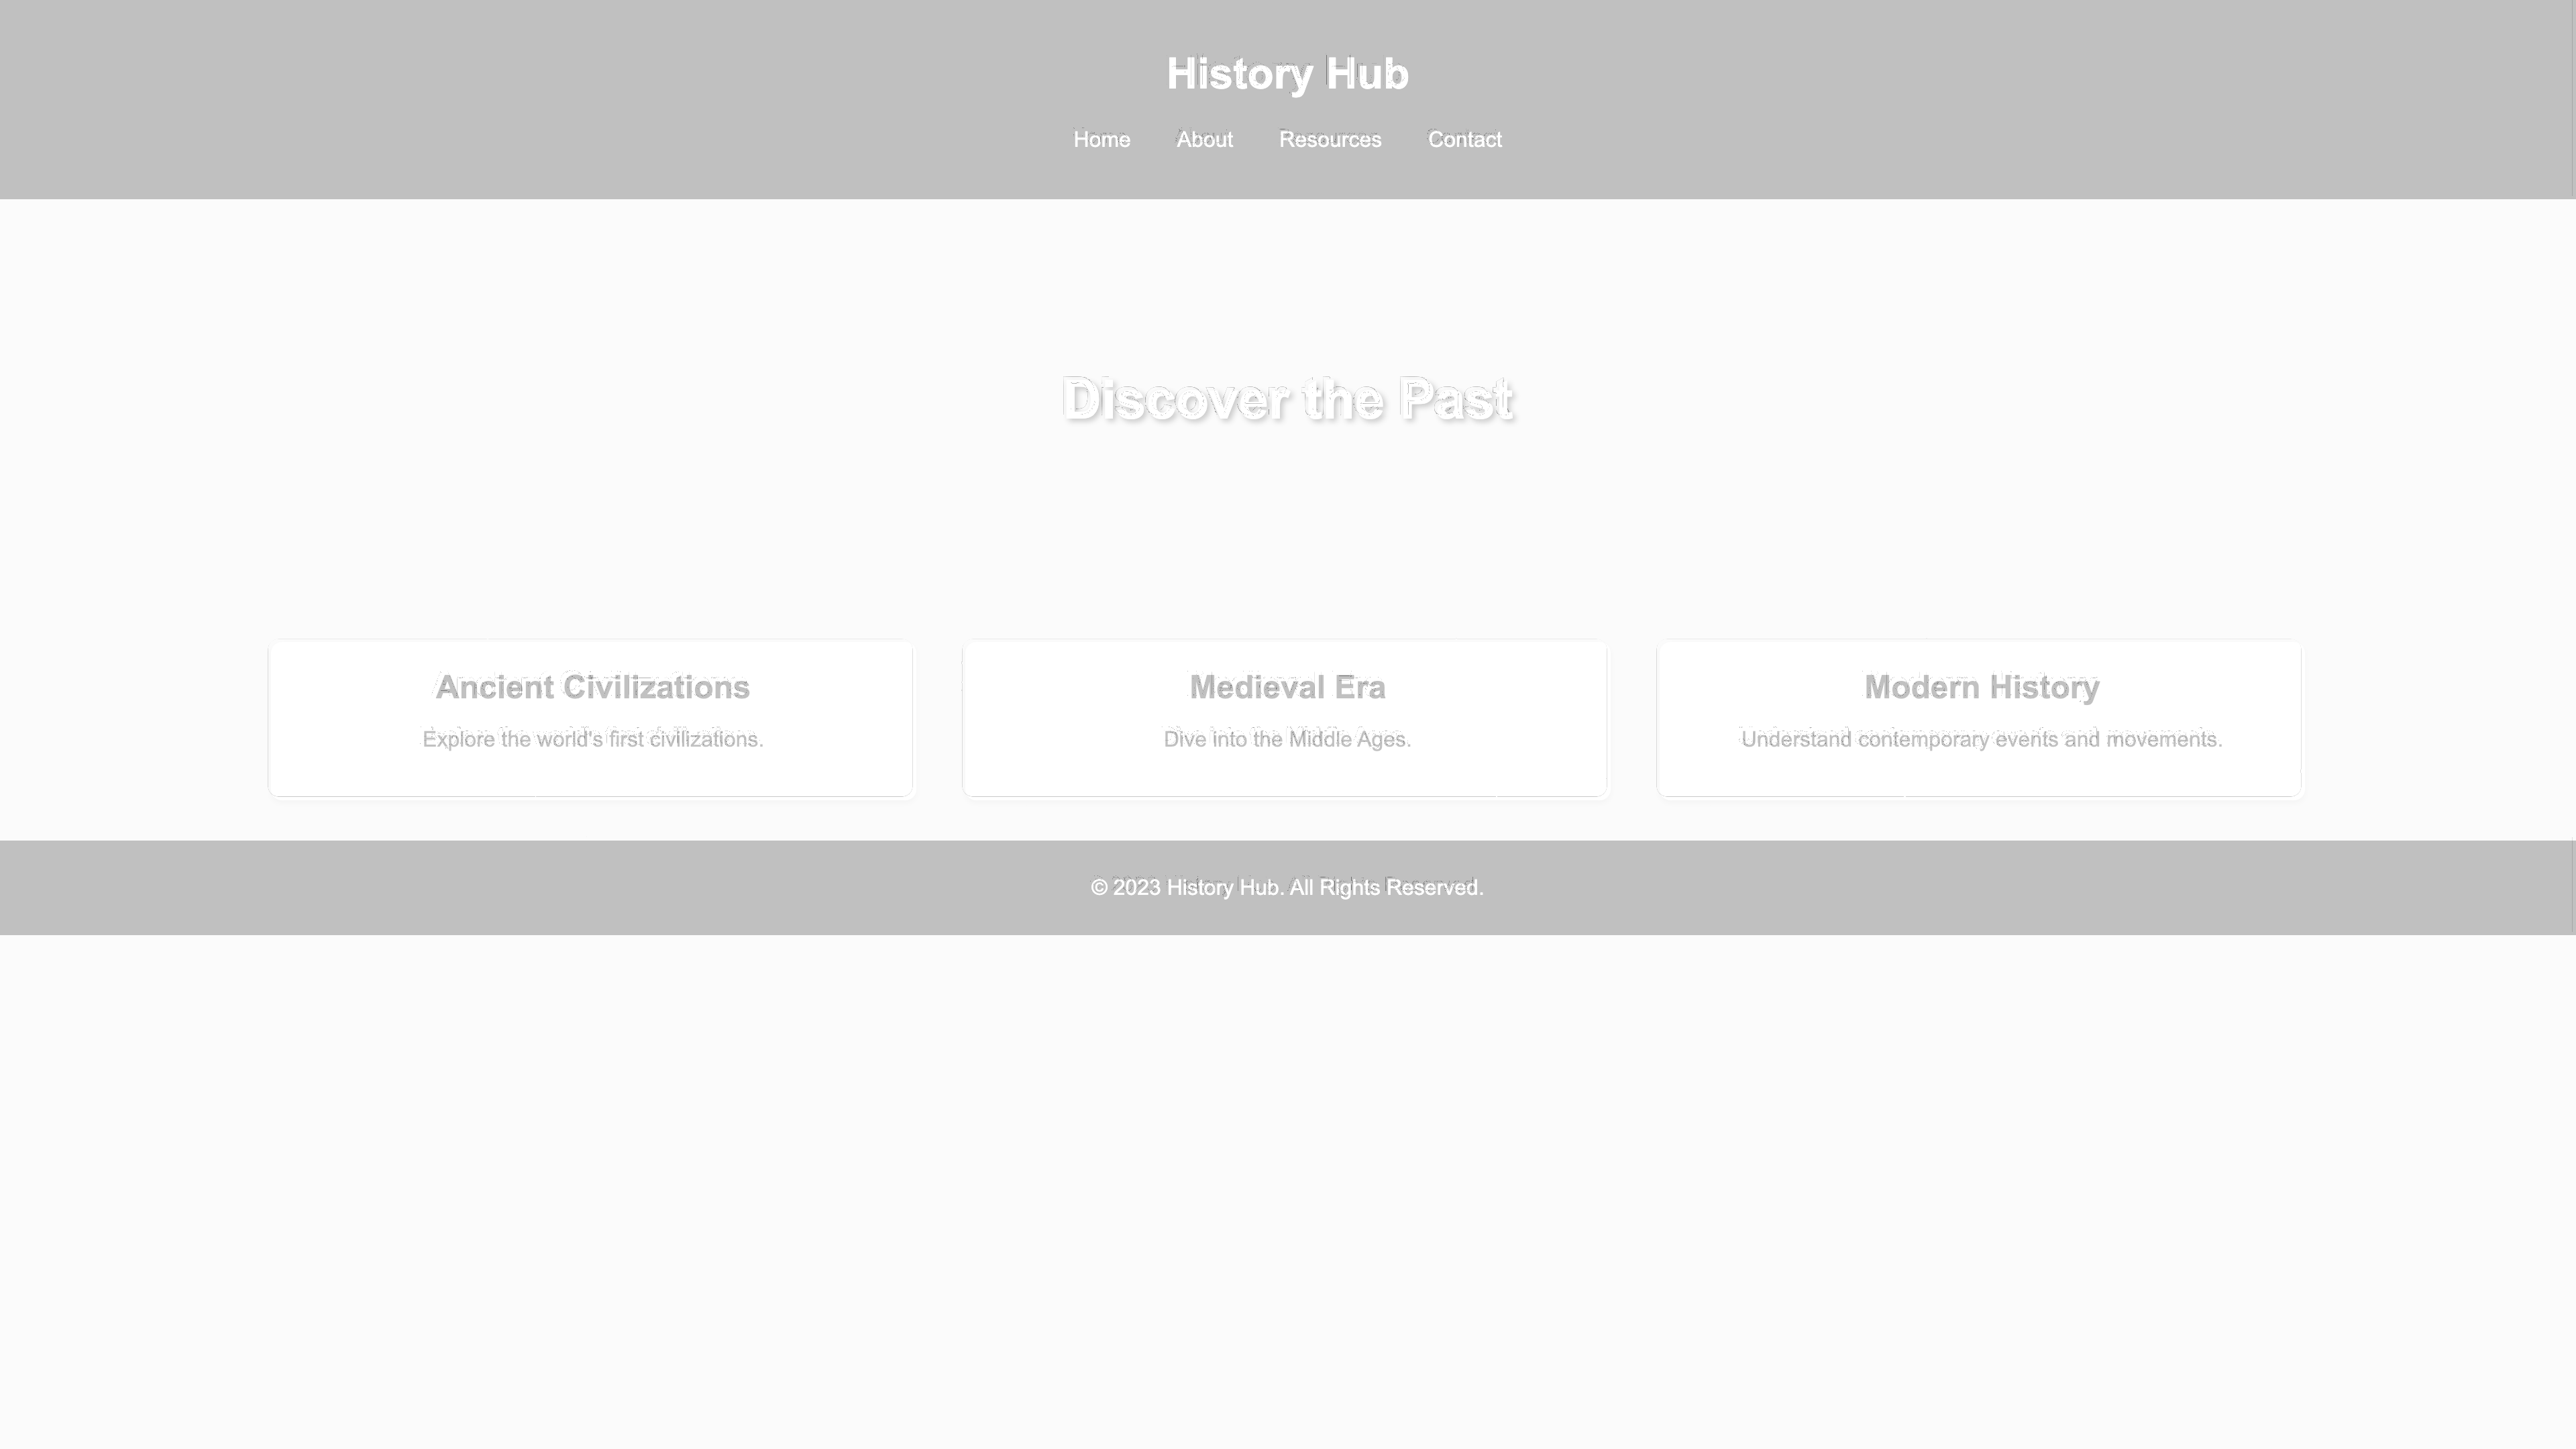 History Hub
Home About Resources Contact
Discover the Past
Ancient Civilizations
Explore the world's first civilizations.
Medieval Era
Dive into the Middle Ages.
Modern History
Understand contemporary events and movements.
© 2023 History Hub. All Rights Reserved.